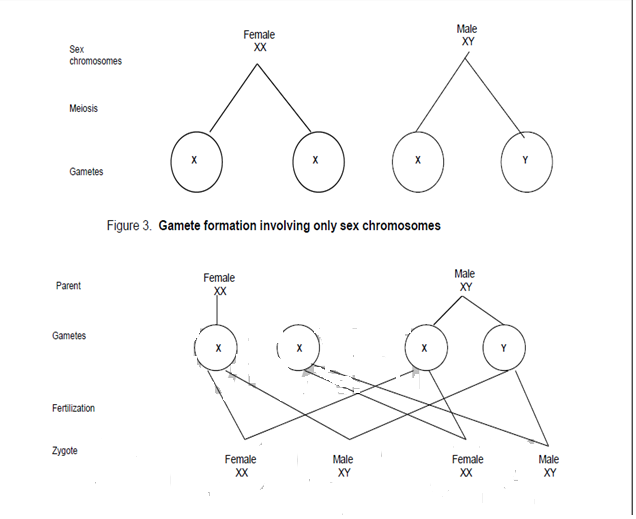 Female
XX
Male
XY
Sex
chromosomes
Meiosis
Gametes
X
X
X
Y
Figure 3. Gamete formation involving only sex chromosomes
Parent
Female
XX
Male
XY
Gametes
X
X
X
Y
Fertilization
Zygote
Female
XX
Male
XY
Female
XX
Male
XY